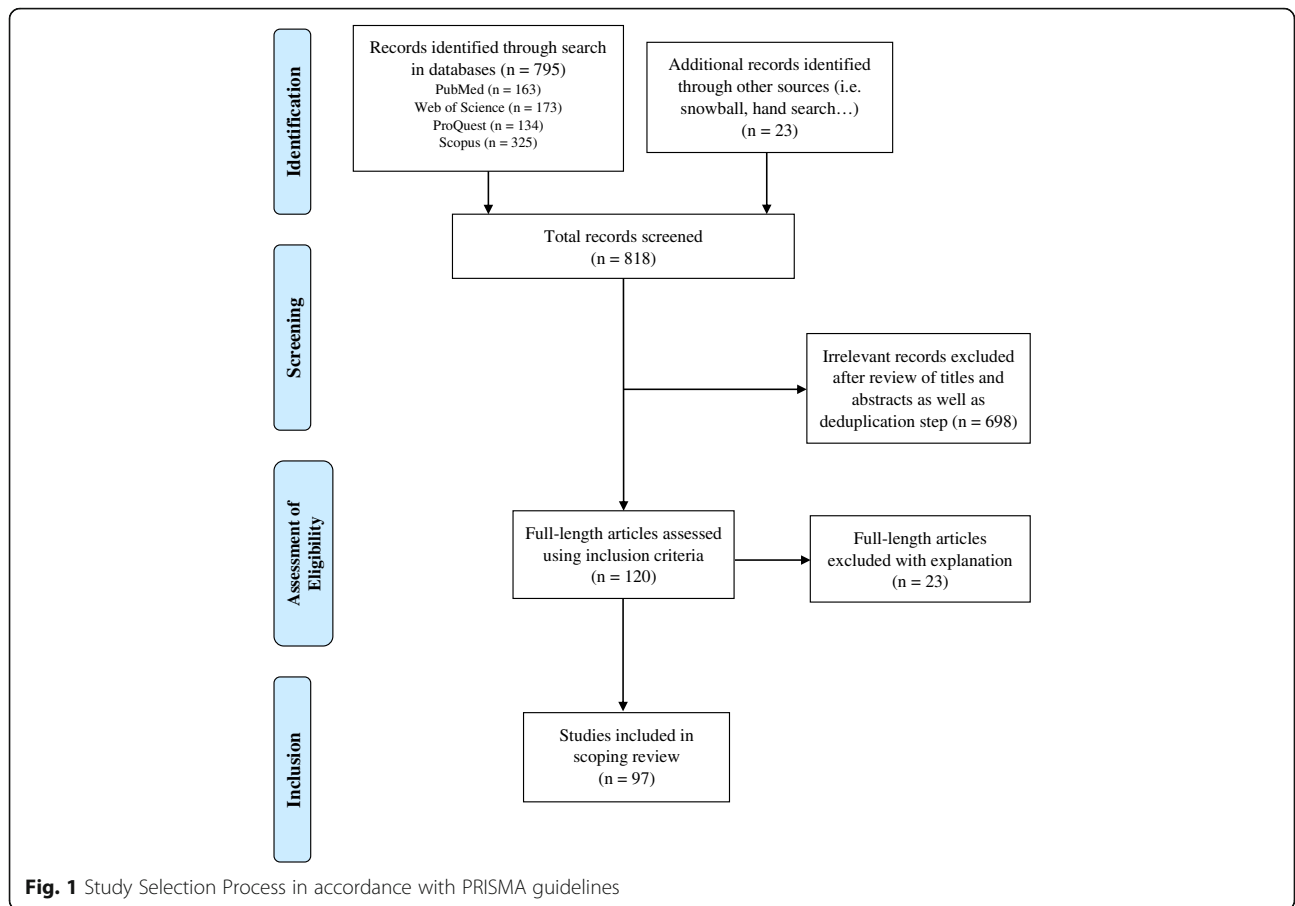 Identification
Records identified through search
in databases (n = 795)
PubMed (n = 163)
Web of Science (n = 173)
ProQuest (n = 134)
Scopus (n = 325)
Additional records identified
through other sources (i.e.
snowball, hand search…)
(n = 23)
Total records screened
(n = 818)
Screening
Irrelevant records excluded
after review of titles and
abstracts as well as
deduplication step (n = 698)
Assessment of
Eligibility
Full-length articles assessed
using inclusion criteria
(n = 120)
Full-length articles
excluded with explanation
(n = 23)
Inclusion
Studies included in
scoping review
(n = 97)
Fig. 1 Study Selection Process in accordance with PRISMA guidelines